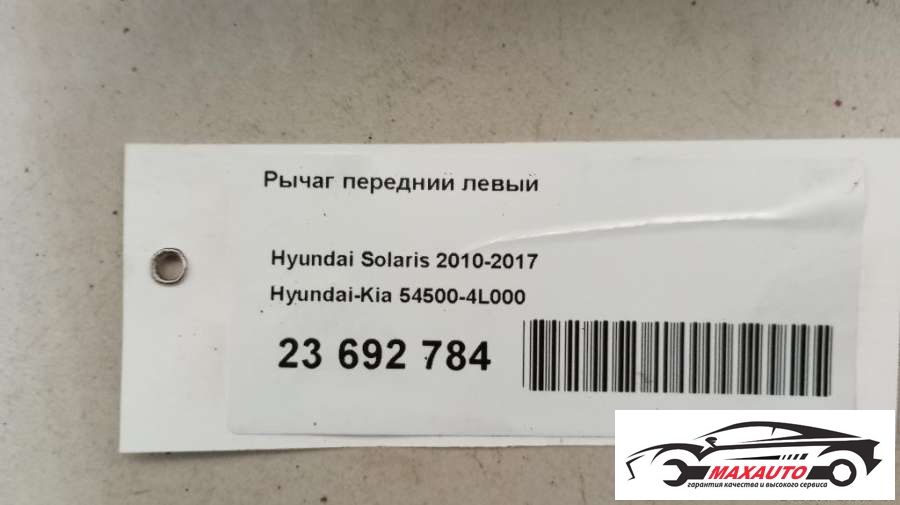 Рычаг передний левый
Hyundai Solaris 2010-2017
Hyundai-Kia 54500-4L000
23 692 784
MAXAUTO
гарантия качества и высокого сервиса